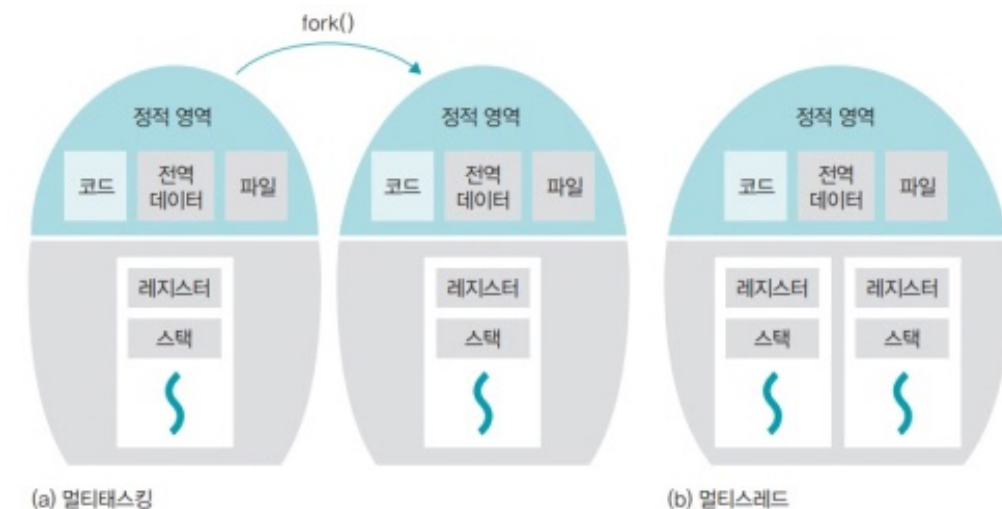 fork()
정적 영역
코드
전역
데이터
파일
레지스터
스택
정적 영역
코드
전역
데이터
파일
레지스터
스택
(a) 멀티태스킹
정적 영역
코드
전역
데이터
파일
레지스터
스택
레지스터
스택
(b) 멀티스레드